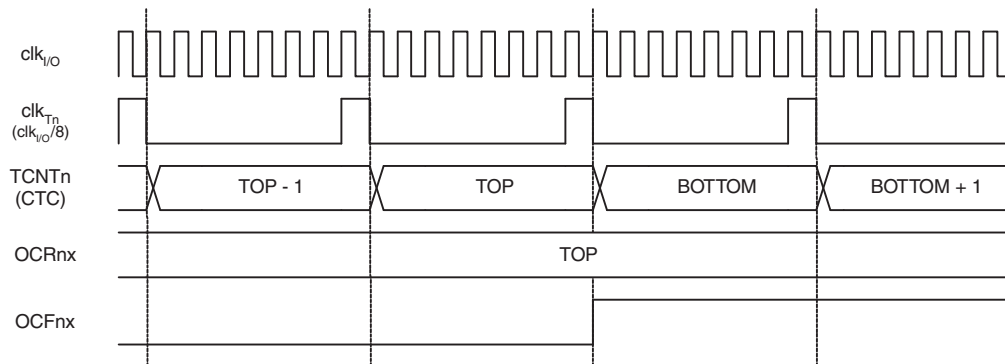 clkI/O
clkTn
(clkI/O/8)
TCNTn
(CTC)
TOP - 1
TOP
BOTTOM
BOTTOM + 1
OCRnx
TOP
OCFnx